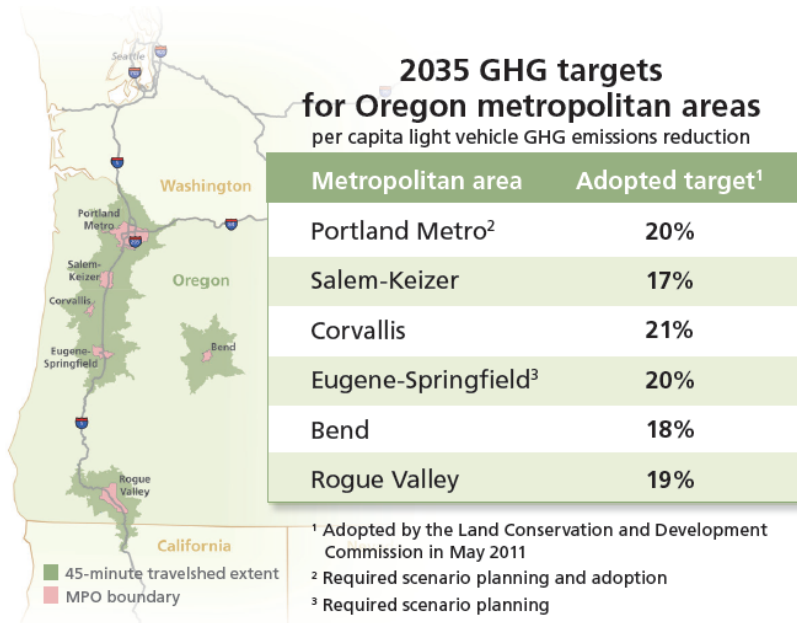 2035 GHG targets
for Oregon metropolitan areas
per capita light vehicle GHG emissions reduction
Metropolitan area Adopted target¹
Portland Metro² 20%
Salem-Keizer 17%
Corvallis 21%
Eugene-Springfield³ 20%
Bend 18%
Rogue Valley 19%
¹ Adopted by the Land Conservation and Development
Commission in May 2011
² Required scenario planning and adoption
³ Required scenario planning
Seattle
5
Washington
Portland
Metro
84
205
Salem-
Keizer
Oregon
Corvallis
Eugene-
Springfield
Bend
5
Rogue
Valley
California
45-minute travelshed extent
MPO boundary